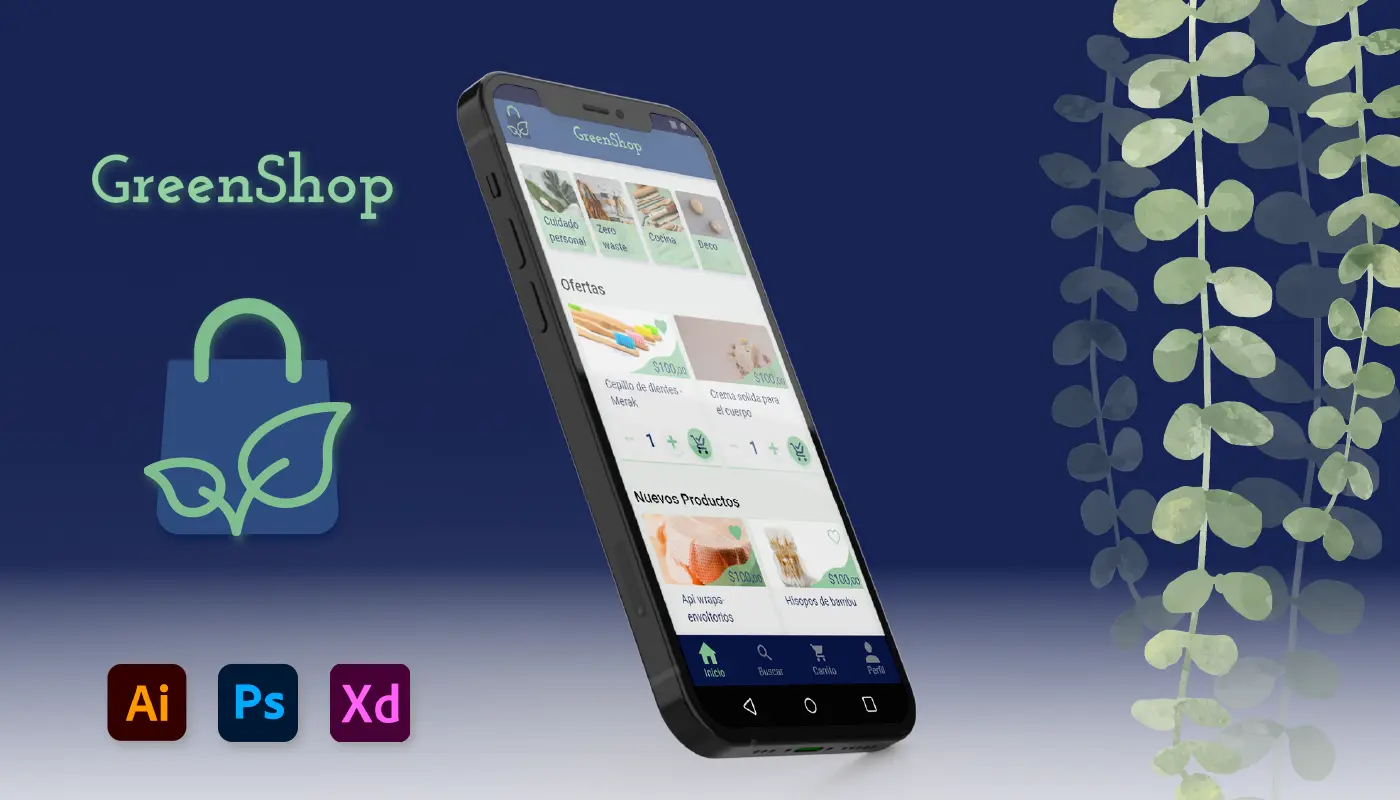 GreenShop
Ai
Ps
Xd
GreenShop
Cuidado
personal
Zero
waste
Cocina
Deco
Ofertas
$100,00
$100,00
Cepillo de dientes -
Merak
Crema solida para
el cuerpo
− 1 +
− 1 +
Nuevos Productos
$100,00
$100,00
Api wraps-
envoltorios
Hisopos de bambu
Inicio
Buscar
Carrito
Perfil